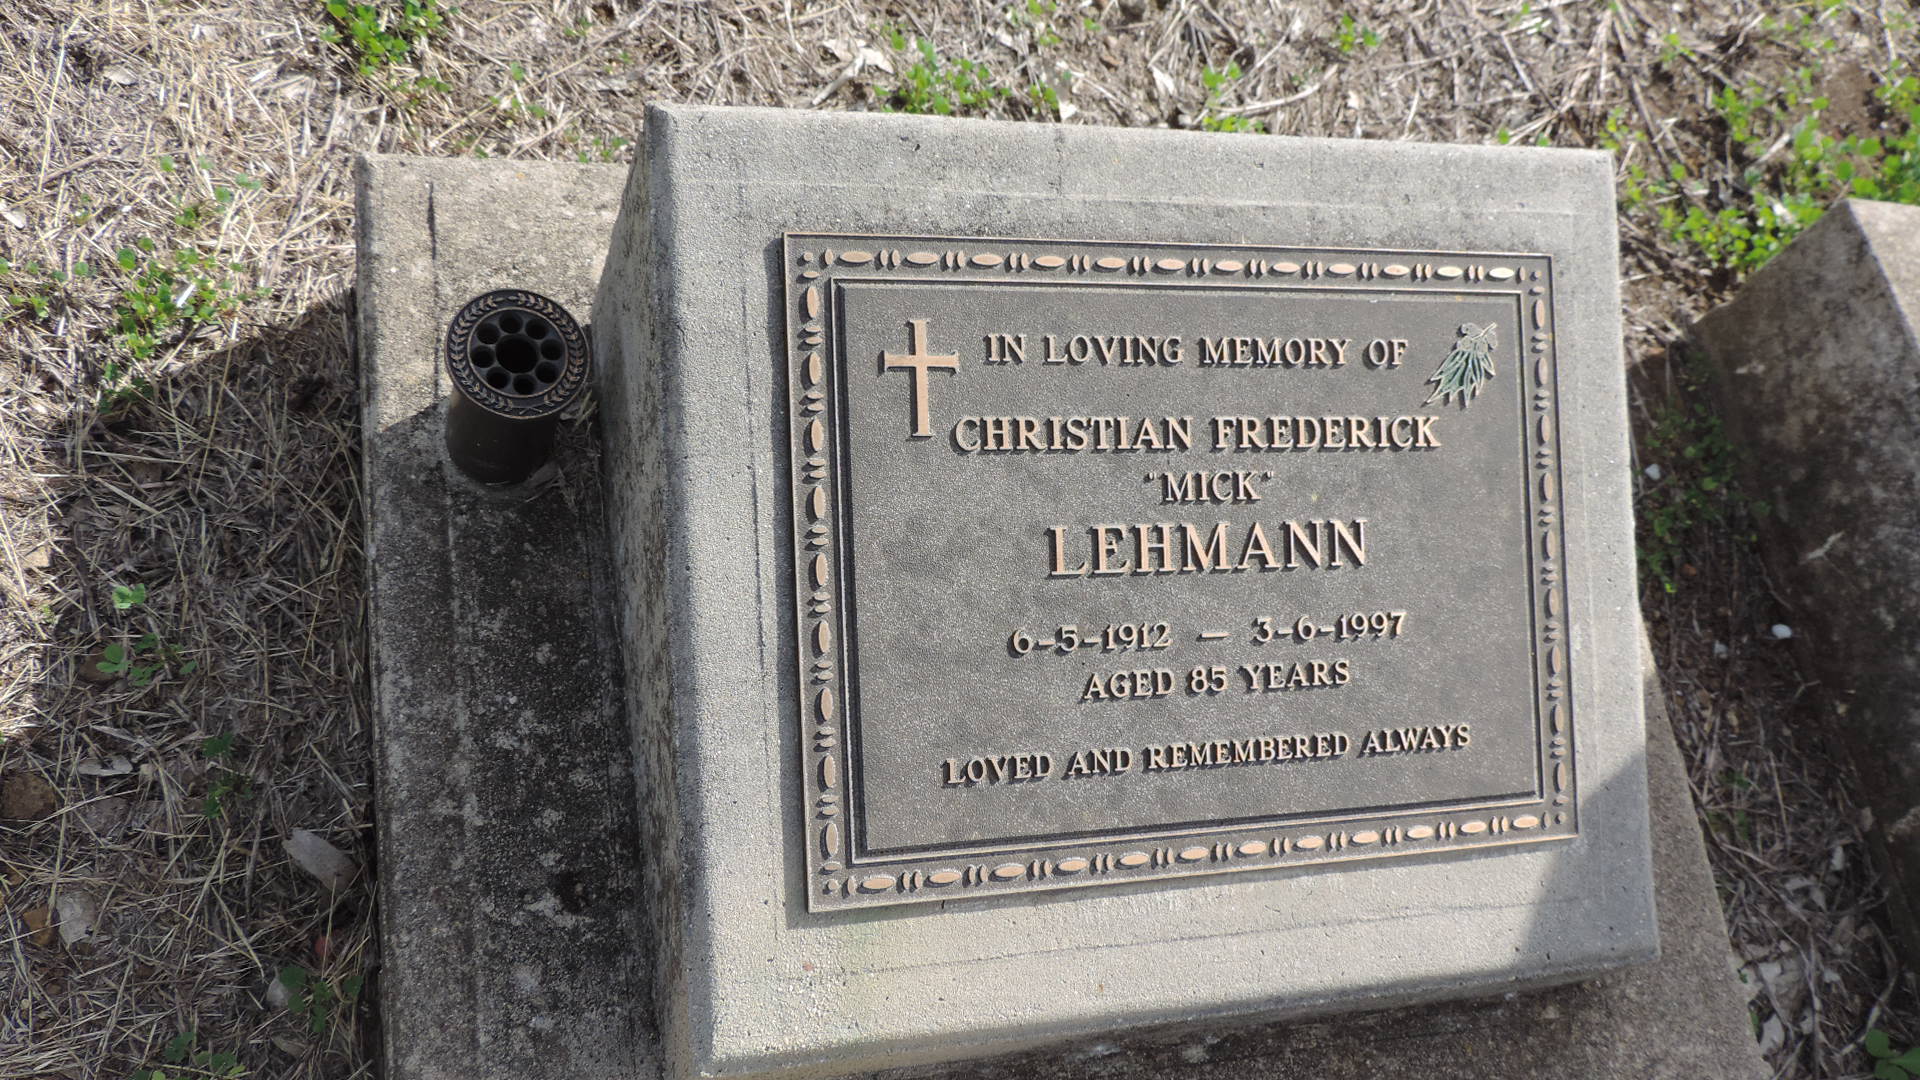 IN LOVING MEMORY OF
CHRISTIAN FREDERICK
"MICK"
LEHMANN
6-5-1912 — 3-6-1997
AGED 85 YEARS
LOVED AND REMEMBERED ALWAYS